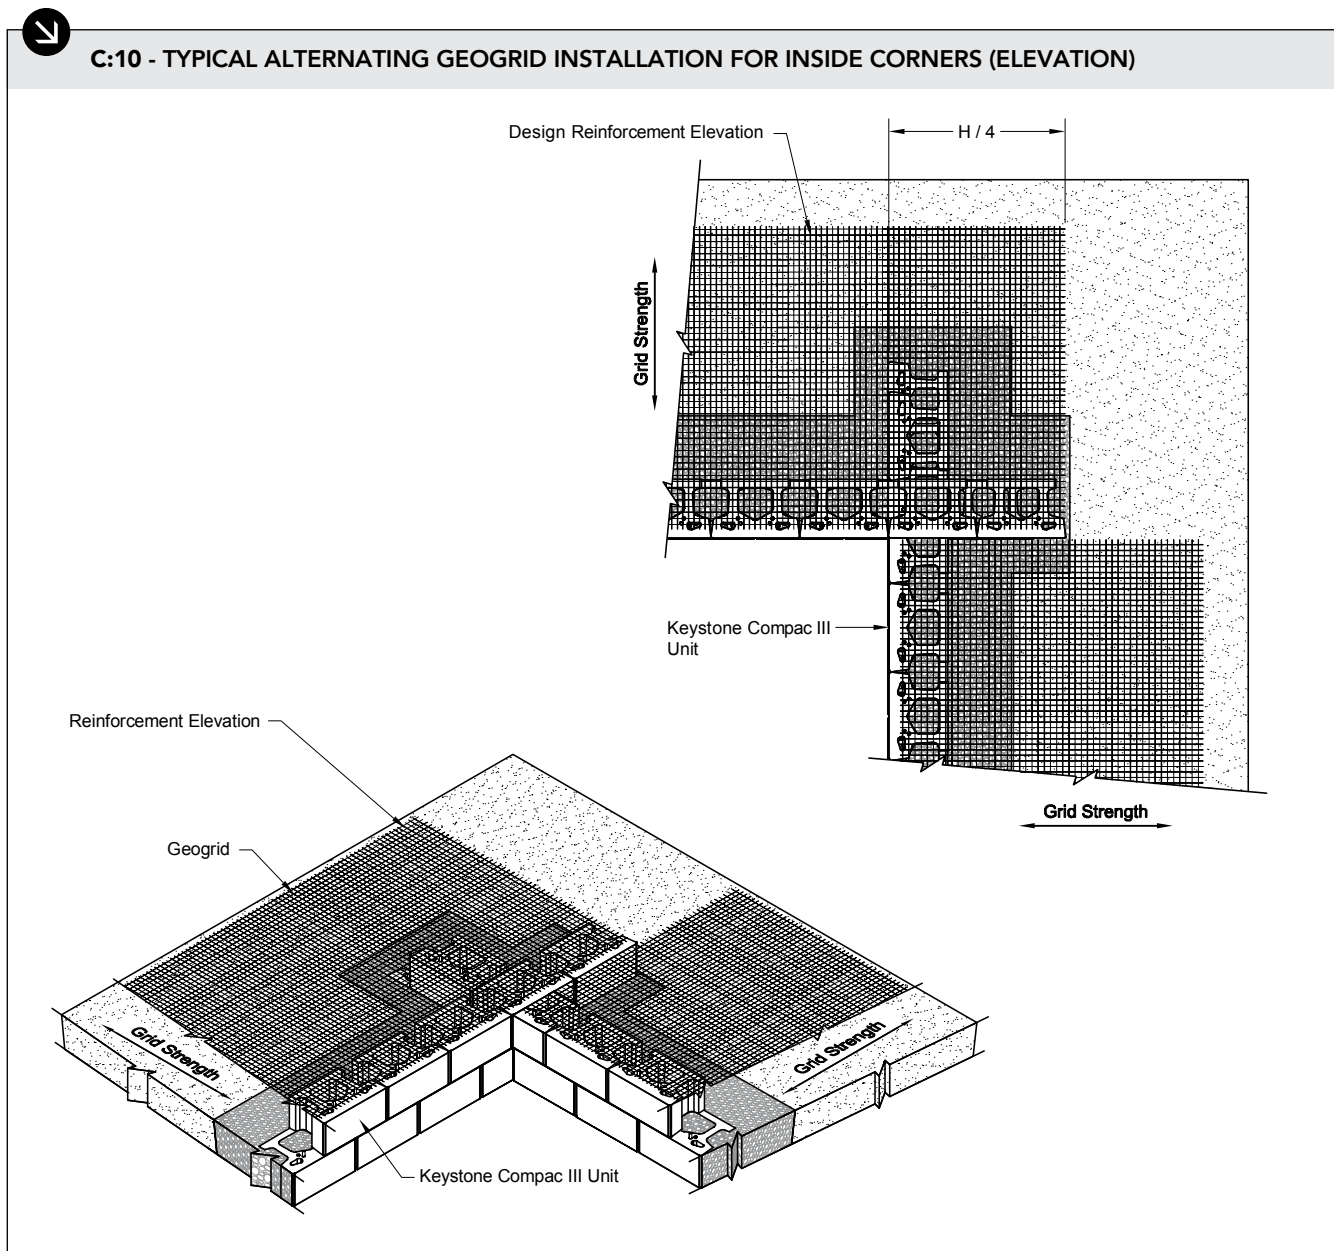 C:10 - TYPICAL ALTERNATING GEOGRID INSTALLATION FOR INSIDE CORNERS (ELEVATION)
Design Reinforcement Elevation
H / 4
Grid Strength
Keystone Compac III
Unit
Grid Strength
Reinforcement Elevation
Geogrid
Grid Strength
Grid Strength
Keystone Compac III Unit